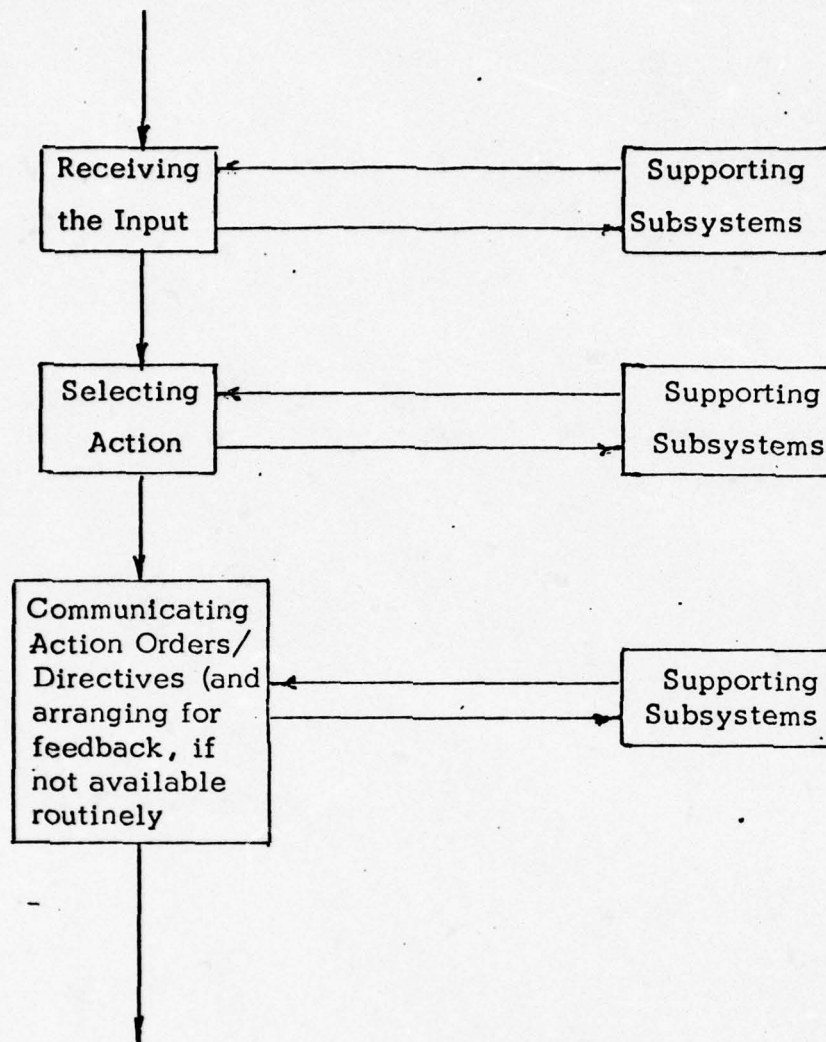 Receiving
the Input
Supporting
Subsystems
Selecting
Action
Supporting
Subsystems
Communicating
Action Orders/
Directives (and
arranging for
feedback, if
not available
routinely
Supporting
Subsystems